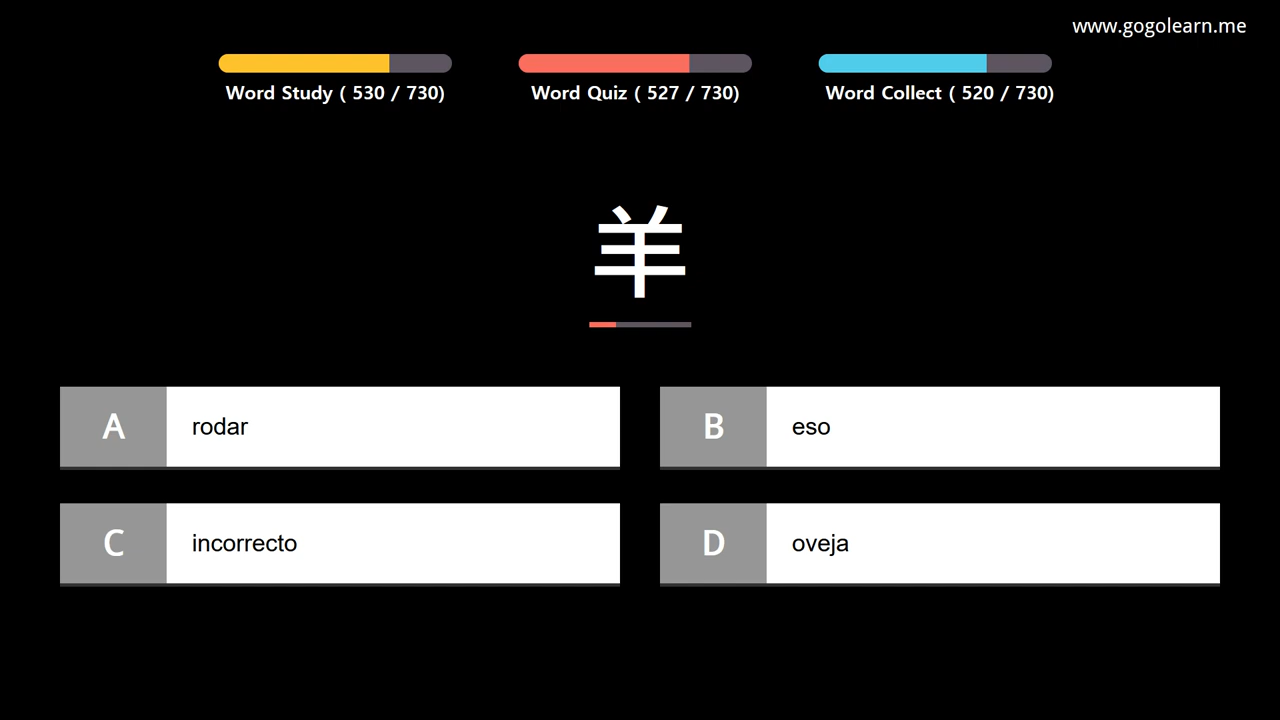 www.gogolearn.me
Word Study ( 530 / 730)
Word Quiz ( 527 / 730)
Word Collect ( 520 / 730)
羊
A rodar
B eso
C incorrecto
D oveja